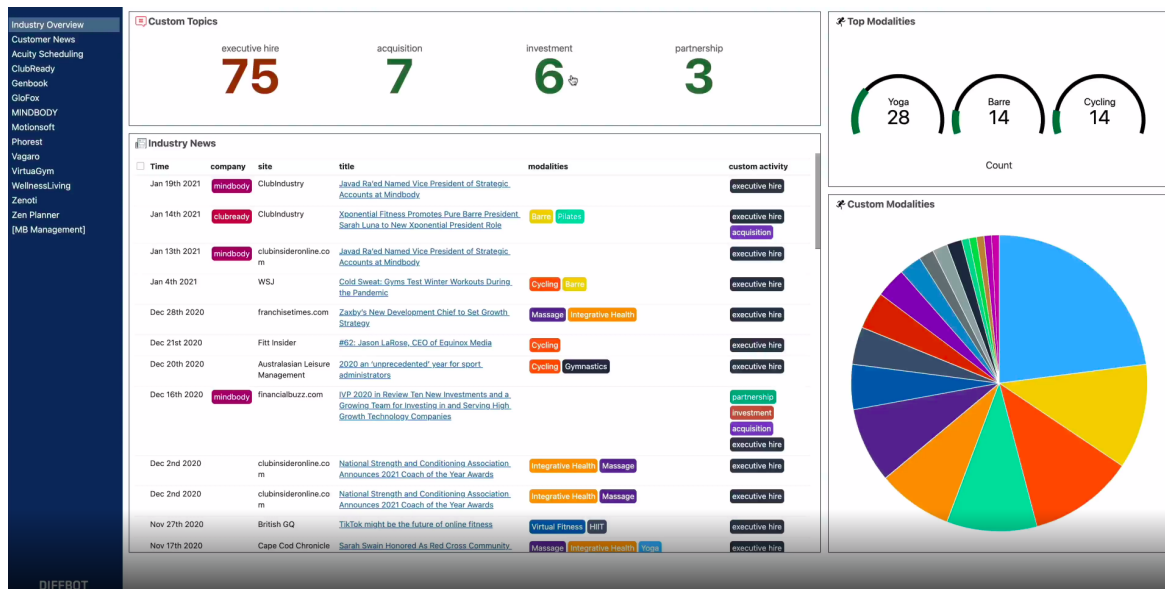 Industry Overview
Customer News
Acuity Scheduling
ClubReady
Genbook
GloFox
MINDBODY
Motionsoft
Phorest
Vagaro
VirtuaGym
WellnessLiving
Zenoti
Zen Planner
[MB Management]
DIFFBOT
Custom Topics
executive hire acquisition investment partnership
75 7 6 3
Industry News
Time company site title modalities custom activity
Jan 19th 2021 mindbody ClubIndustry Javad Ra'ed Named Vice President of Strategic executive hire
Accounts at Mindbody
Jan 14th 2021 clubready ClubIndustry Xponential Fitness Promotes Pure Barre President Barre Pilates executive hire
Sarah Luna to New Xponential President Role acquisition
Jan 13th 2021 mindbody clubinsideronline.co Javad Ra'ed Named Vice President of Strategic executive hire
m Accounts at Mindbody
Jan 4th 2021 WSJ Cold Sweat: Gyms Test Winter Workouts During Cycling Barre executive hire
the Pandemic
Dec 28th 2020 franchisetimes.com Zaxby's New Development Chief to Set Growth Massage Integrative Health executive hire
Strategy
Dec 21st 2020 Fitt Insider #62: Jason LaRose, CEO of Equinox Media Cycling executive hire
Dec 20th 2020 Australasian Leisure 2020 an 'unprecedented' year for sport Cycling Gymnastics executive hire
Management administrators
Dec 16th 2020 mindbody financialbuzz.com IVP 2020 in Review Ten New Investments and a partnership
Growing Team for Investing in and Serving High investment
Growth Technology Companies acquisition
executive hire
Dec 2nd 2020 clubinsideronline.co National Strength and Conditioning Association Integrative Health Massage executive hire
m Announces 2021 Coach of the Year Awards
Dec 2nd 2020 clubinsideronline.co National Strength and Conditioning Association Integrative Health Massage executive hire
m Announces 2021 Coach of the Year Awards
Nov 27th 2020 British GQ TikTok might be the future of online fitness Virtual Fitness HIIT executive hire
Nov 17th 2020 Cape Cod Chronicle Sarah Swain Honored As Red Cross Community Massage Integrative Health Yoga executive hire
Top Modalities
Yoga Barre Cycling
28 14 14
Count
Custom Modalities